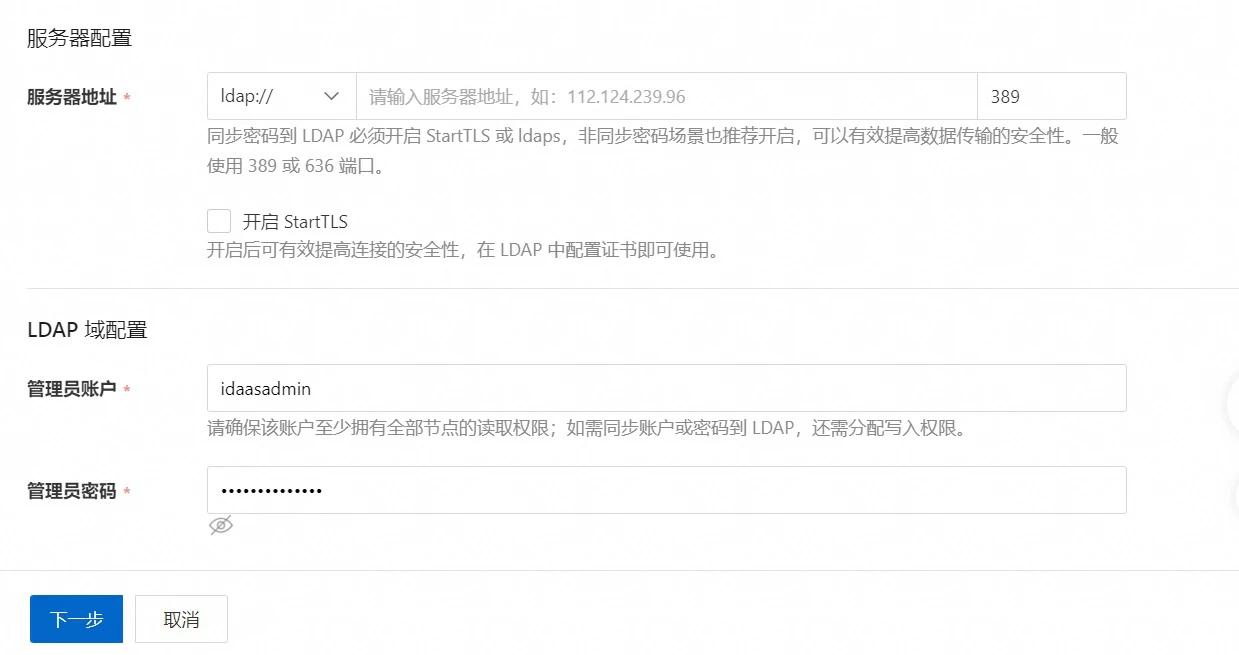 服务器配置
服务器地址 *
ldap://
请输入服务器地址，如：112.124.239.96
389
同步密码到 LDAP 必须开启 StartTLS 或 ldaps，非同步密码场景也推荐开启，可以有效提高数据传输的安全性。一般
使用 389 或 636 端口。
开启 StartTLS
开启后可有效提高连接的安全性，在 LDAP 中配置证书即可使用。
LDAP 域配置
管理员账户 *
idaasadmin
请确保该账户至少拥有全部节点的读取权限；如需同步账户或密码到 LDAP，还需分配写入权限。
管理员密码 *
••••••••••••••
下一步
取消